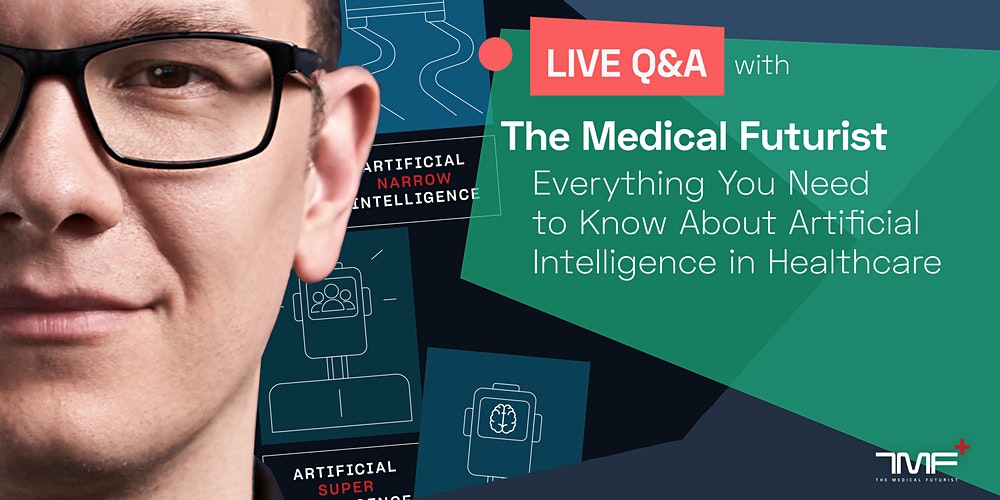 LIVE Q&A with
The Medical Futurist
Everything You Need
to Know About Artificial
Intelligence in Healthcare
ARTIFICIAL
NARROW
INTELLIGENCE
ARTIFICIAL
SUPER
TMF
THE MEDICAL FUTURIST